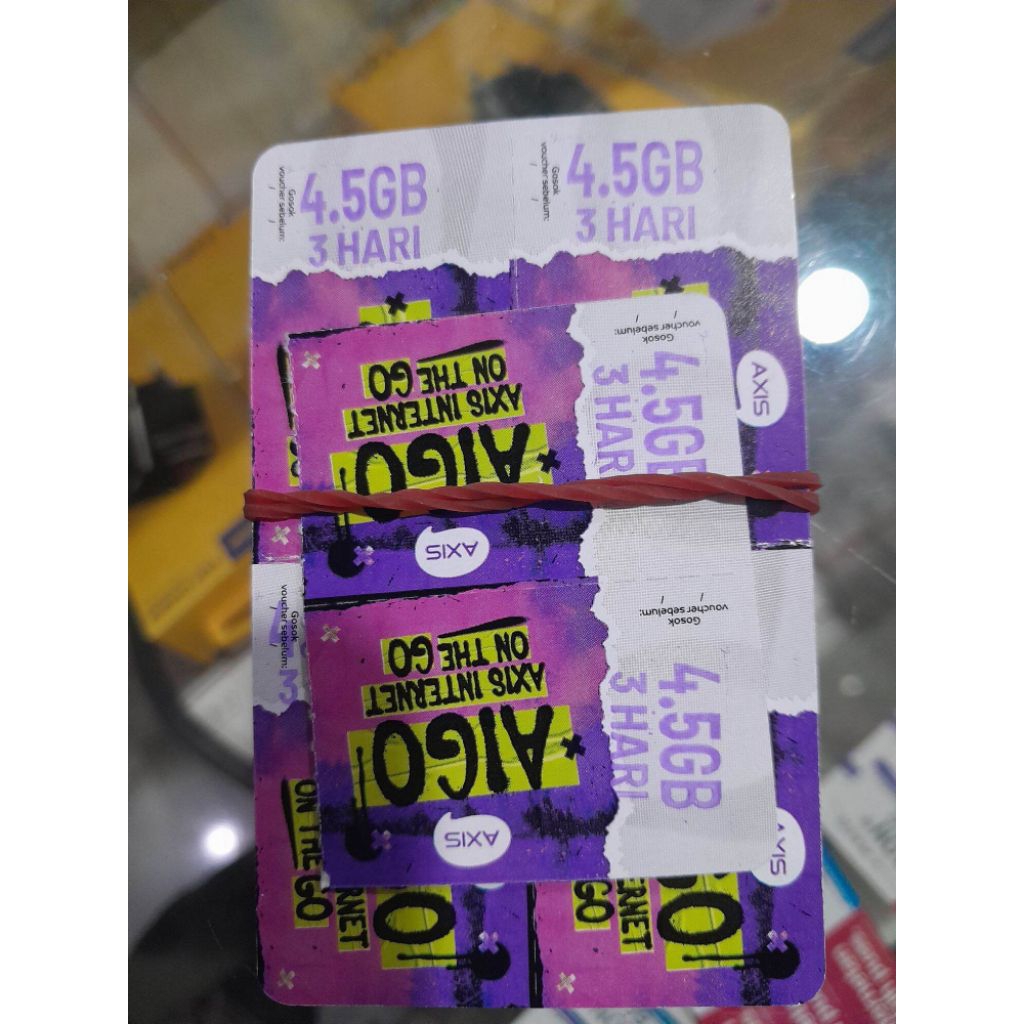 4.5GB
3 HARI
Gosok
voucher sebelum:
/
4.5GB
3 HARI
Gosok
voucher sebelum:
/
AXIS
AIGO
AXIS INTERNET
ON THE GO
AXIS
Gosok
voucher sebelum:
/ /
4.5GB
3 HARI
AIGO
AXIS INTERNET
ON THE GO
AXIS
Gosok
voucher sebelum:
/ /
4.5GB
3 HARI
Gosok
voucher sebelum:
/
3
ON THE GO
AXIS